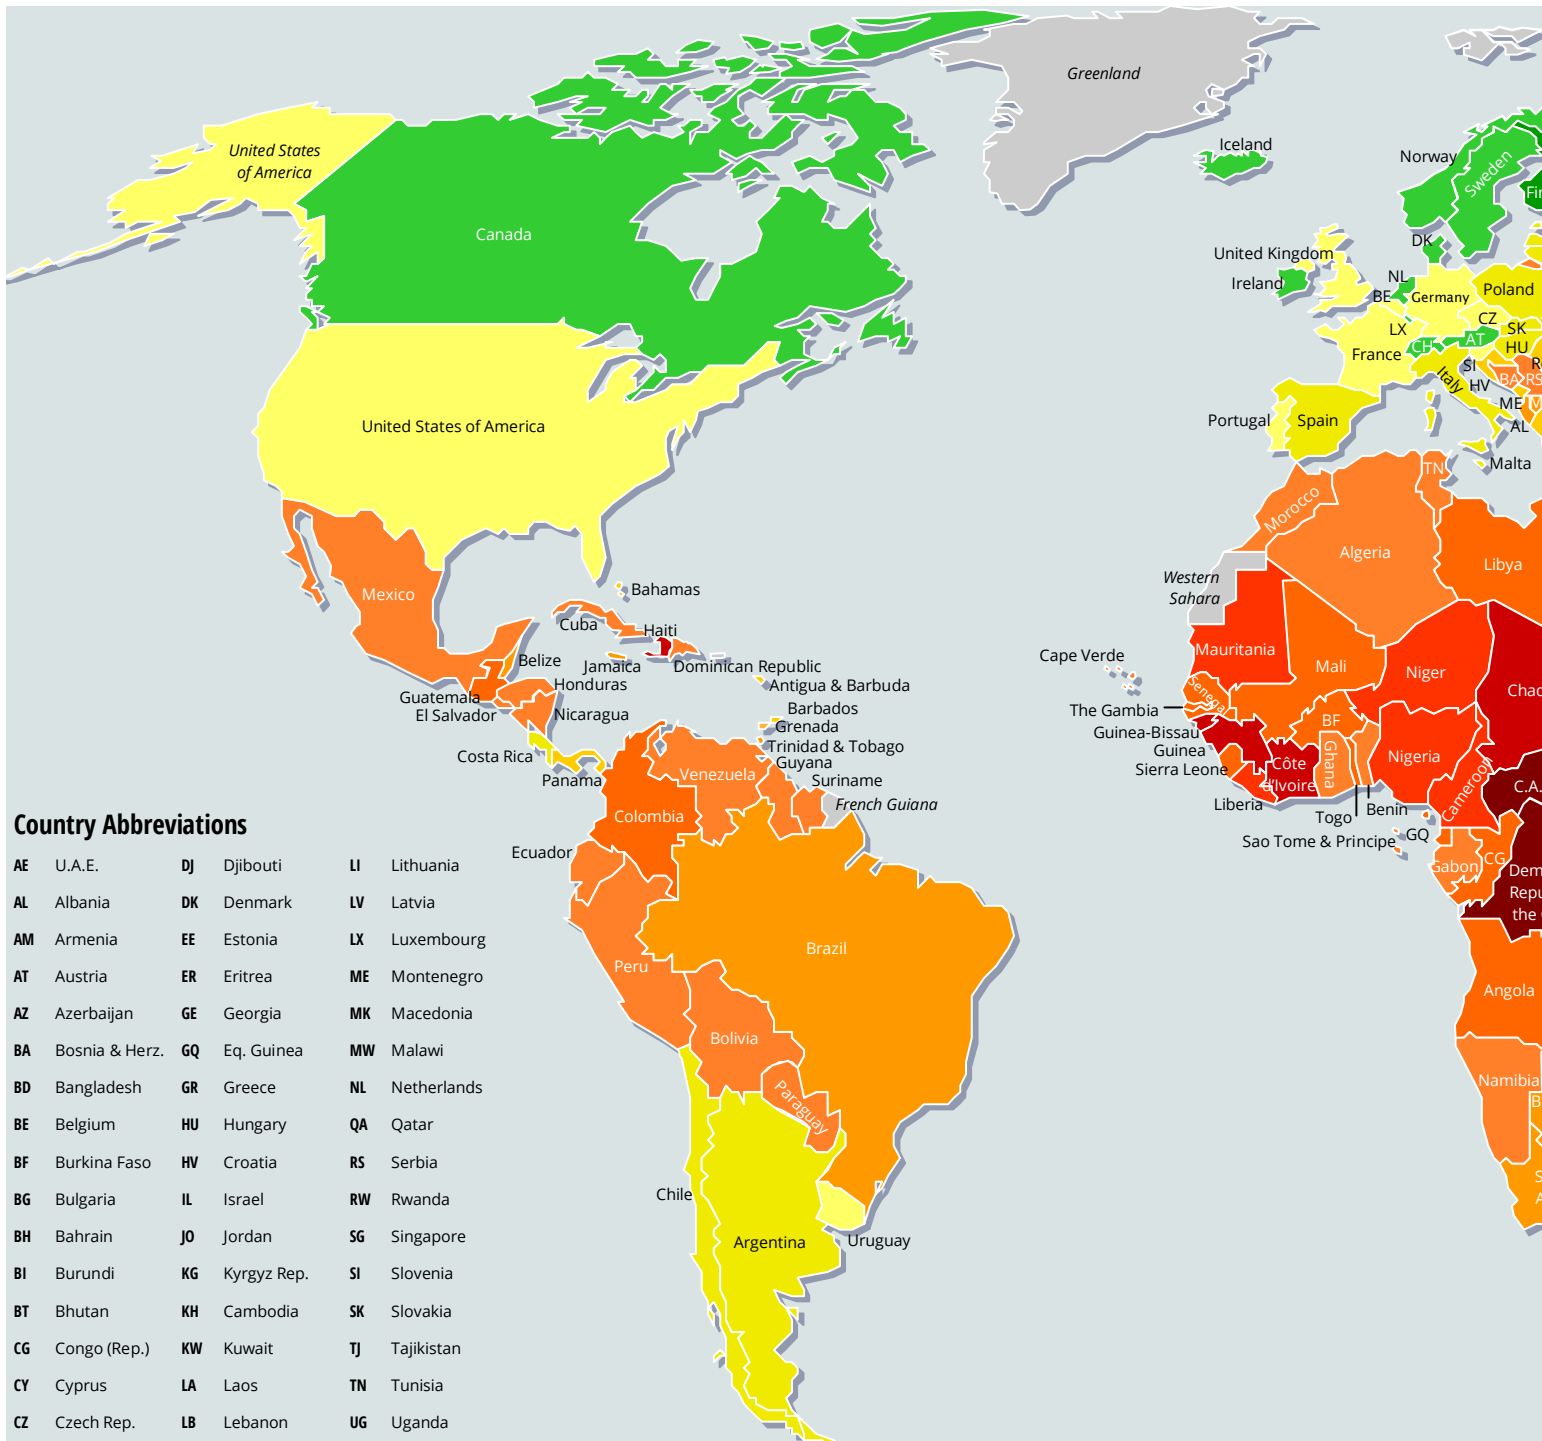 Greenland
United States
of America
Iceland
Norway
Sweden
Fin
Canada
DK
United Kingdom
Ireland
NL
BE
Germany
Poland
CZ
LX
SK
AT
HU
CH
France
SI
BA
RS
Italy
HV
ME
AL
Portugal
Spain
United States of America
Malta
TN
Morocco
Algeria
Libya
Western
Sahara
Mexico
Bahamas
Cuba
Haiti
Mauritania
Cape Verde
Belize
Jamaica
Dominican Republic
Mali
Niger
Chad
Honduras
Antigua & Barbuda
Senegal
Guatemala
El Salvador
Nicaragua
Barbados
The Gambia
Grenada
BF
Guinea-Bissau
Trinidad & Tobago
Guinea
Costa Rica
Guyana
Côte
d'Ivoire
Ghana
Nigeria
Sierra Leone
Panama
Venezuela
Suriname
Cameroon
C.A.
French Guiana
Liberia
Benin
Togo
Colombia
GQ
Sao Tome & Principe
Ecuador
Gabon
CG
Dem
Repu
the
Brazil
Peru
Angola
Bolivia
Namibia
Paraguay
Chile
Argentina
Uruguay
Country Abbreviations
AE U.A.E. DJ Djibouti LI Lithuania
AL Albania DK Denmark LV Latvia
AM Armenia EE Estonia LX Luxembourg
AT Austria ER Eritrea ME Montenegro
AZ Azerbaijan GE Georgia MK Macedonia
BA Bosnia & Herz. GQ Eq. Guinea MW Malawi
BD Bangladesh GR Greece NL Netherlands
BE Belgium HU Hungary QA Qatar
BF Burkina Faso HV Croatia RS Serbia
BG Bulgaria IL Israel RW Rwanda
BH Bahrain JO Jordan SG Singapore
BI Burundi KG Kyrgyz Rep. SI Slovenia
BT Bhutan KH Cambodia SK Slovakia
CG Congo (Rep.) KW Kuwait TJ Tajikistan
CY Cyprus LA Laos TN Tunisia
CZ Czech Rep. LB Lebanon UG Uganda